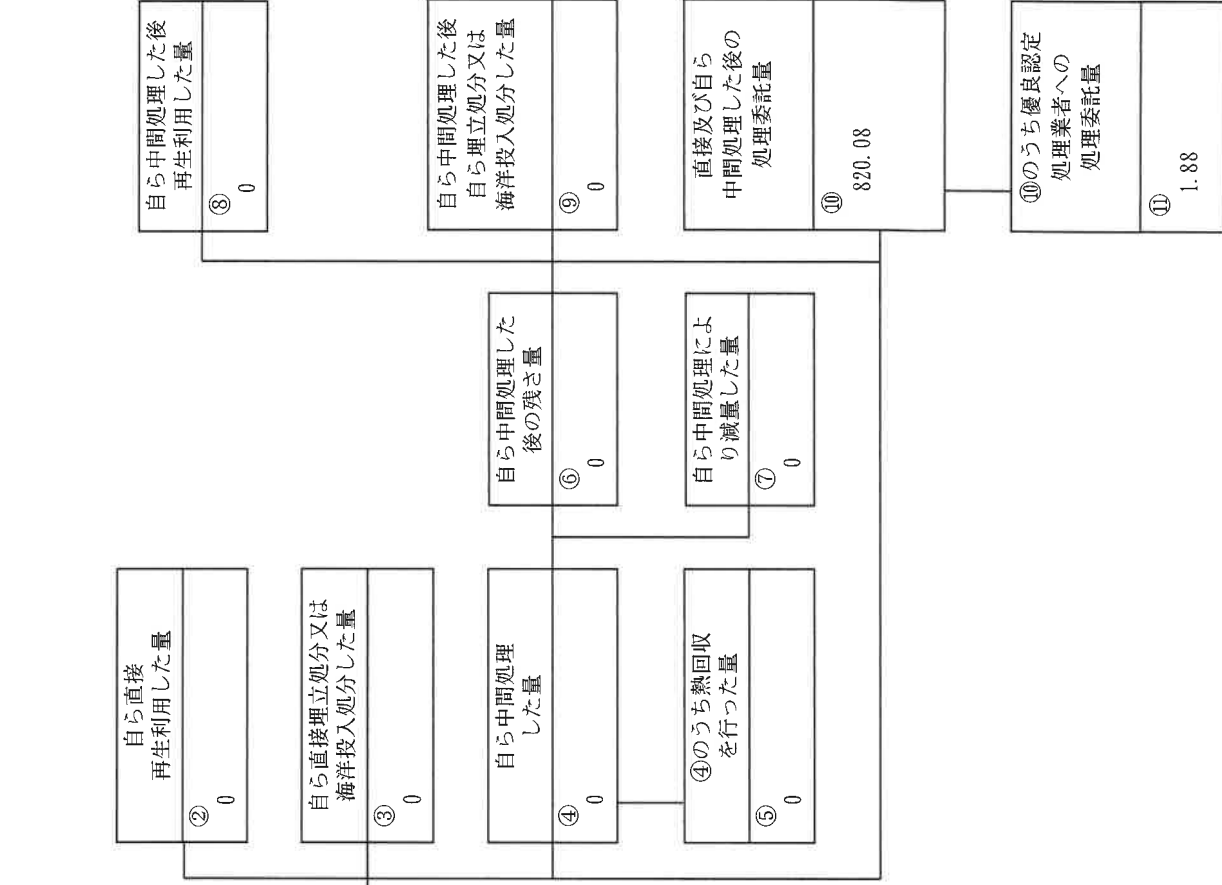 自ら直接
再生利用した量
②
0
自ら直接埋立処分又は
海洋投入処分した量
③
0
自ら中間処理
した量
④
0
④のうち熱回収
を行った量
⑤
0
自ら中間処理した
後の残さ量
⑥
0
自ら中間処理によ
り減量した量
⑦
0
自ら中間処理した後
再生利用した量
⑧
0
自ら中間処理した後
自ら埋立処分又は
海洋投入処分した量
⑨
0
直接及び自ら
中間処理した後の
処理委託量
⑩
820.08
⑩のうち優良認定
処理業者への
処理委託量
⑪
1.88